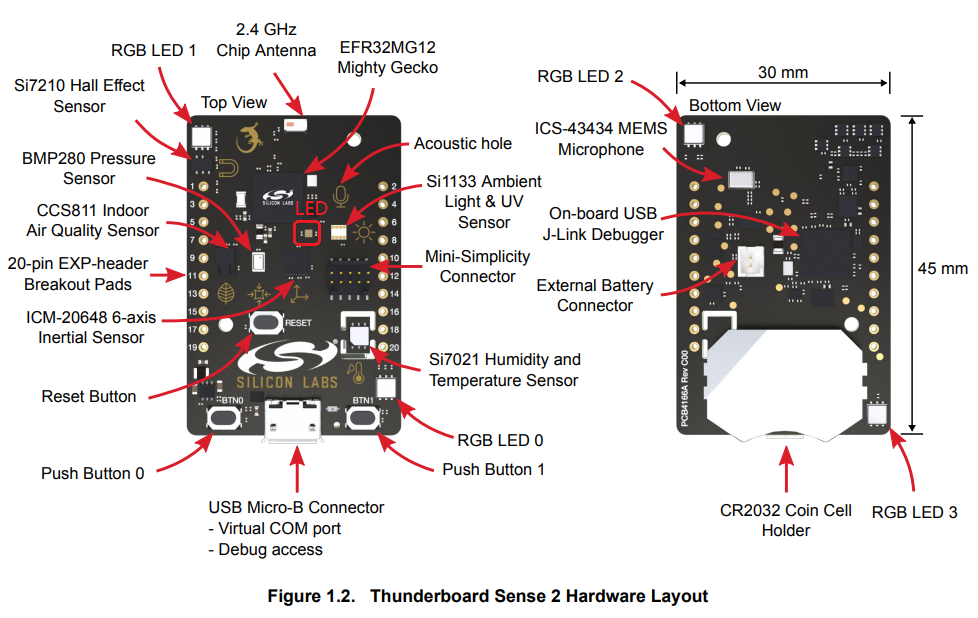 2.4 GHz
Chip Antenna
RGB LED 1
EFR32MG12
Mighty Gecko
Si7210 Hall Effect
Sensor
Top View
Acoustic hole
BMP280 Pressure
Sensor
Si1133 Ambient
Light & UV
Sensor
CCS811 Indoor
Air Quality Sensor
LED
SILICON LABS
20-pin EXP-header
Breakout Pads
Mini-Simplicity
Connector
ICM-20648 6-axis
Inertial Sensor
1
3
5
7
9
11
13
15
17
19
2
4
6
8
10
12
14
16
18
20
RESET
SILICON LABS
®
Si7021 Humidity and
Temperature Sensor
Reset Button
BTN0
BTN1
RGB LED 0
Push Button 0
Push Button 1
USB Micro-B Connector
- Virtual COM port
- Debug access
30 mm
RGB LED 2
Bottom View
ICS-43434 MEMS
Microphone
On-board USB
J-Link Debugger
45 mm
External Battery
Connector
PCB4166A Rev C00
CR2032 Coin Cell
Holder
RGB LED 3
Figure 1.2. Thunderboard Sense 2 Hardware Layout